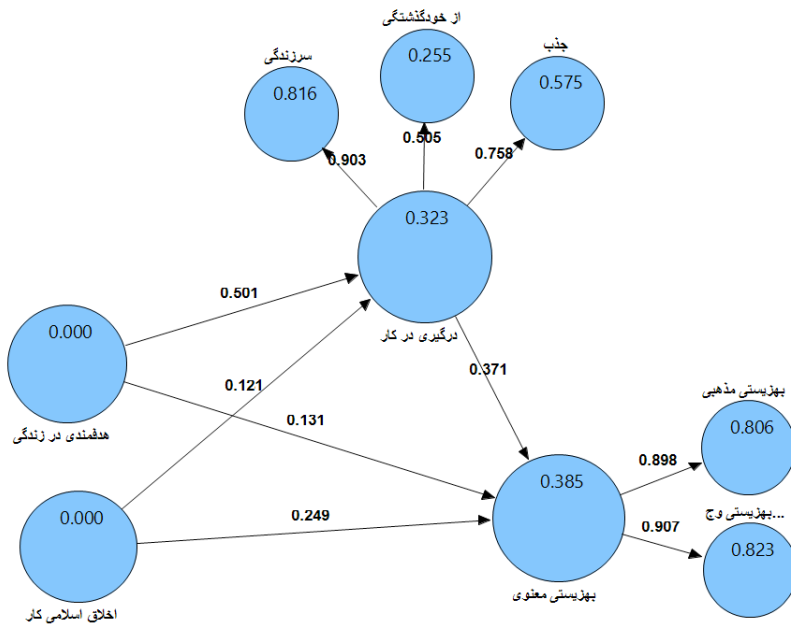 از خودگذشتگی
0.255
سرزندگی
0.816
جذب
0.575
0.903
0.505
0.758
0.323
درگیری در کار
0.501
0.000
هدفمندی در زندگی
0.121
0.371
0.131
بهزیستی مذهبی
0.806
0.898
0.385
بهزیستی معنوی
0.249
0.000
اخلاق اسلامی کار
0.907
بهزیستی وج...
0.823